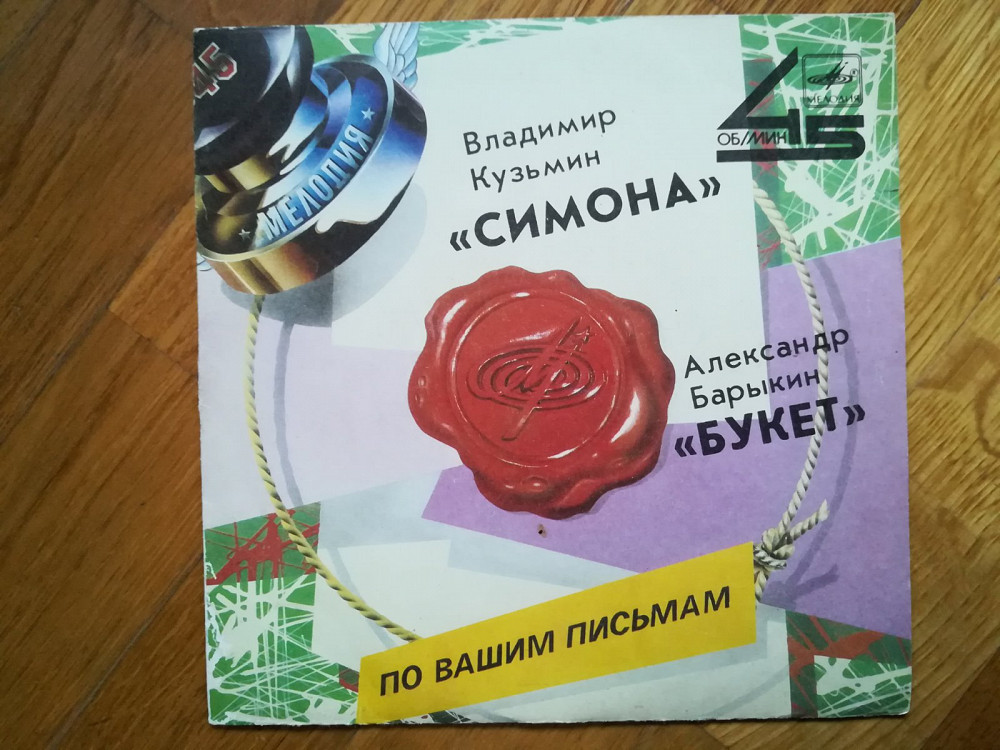 45
МЕЛОДИЯ
Владимир
Кузьмин
«СИМОНА»
45
ОБ/МИН
МЕЛОДИЯ
Александр
Барыкин
«БУКЕТ»
ПО ВАШИМ ПИСЬМАМ